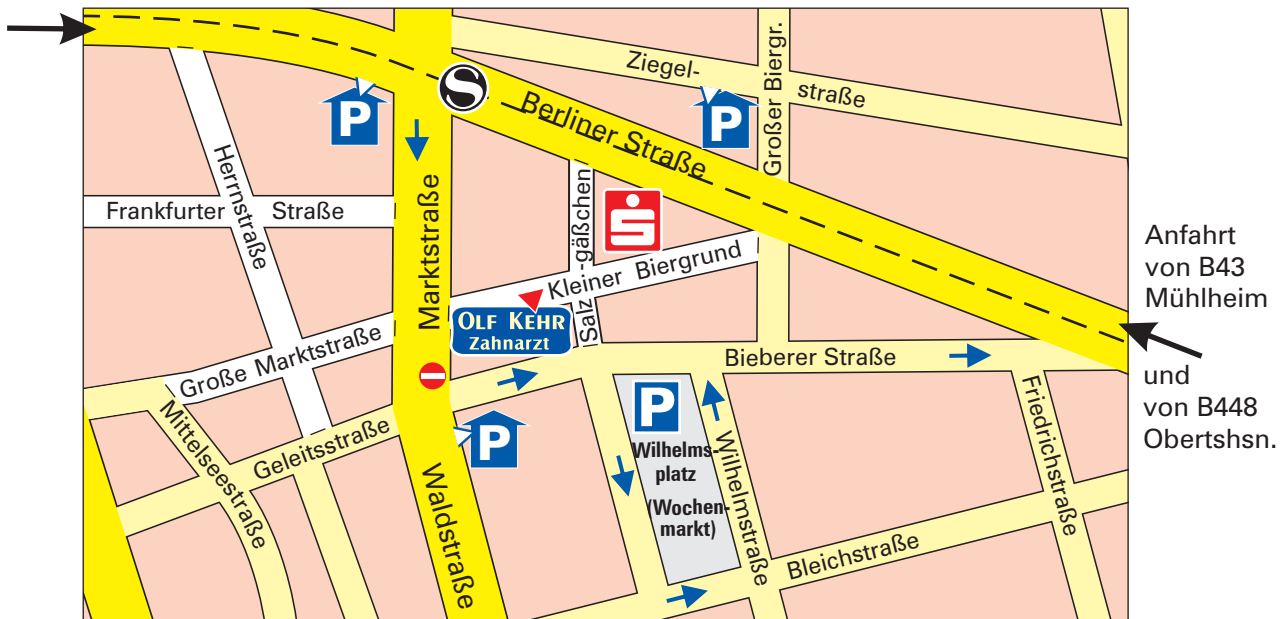 Ziegel-
straße
Großer Biergr.
P
P
S
Berliner Straße
Herrnstraße
Frankfurter Straße
Marktstraße
Salz-gäßchen
S
Kleiner Biergrund
OLF KEHR
Zahnarzt
Große Marktstraße
Bieberer Straße
Anfahrt
von B43
Mühlheim
und
von B448
Obertshsn.
Mittelseestraße
Geleitsstraße
P
P
Wilhelms-
platz
(Wochen-
markt)
Wilhelmstraße
Friedrichstraße
Waldstraße
Bleichstraße